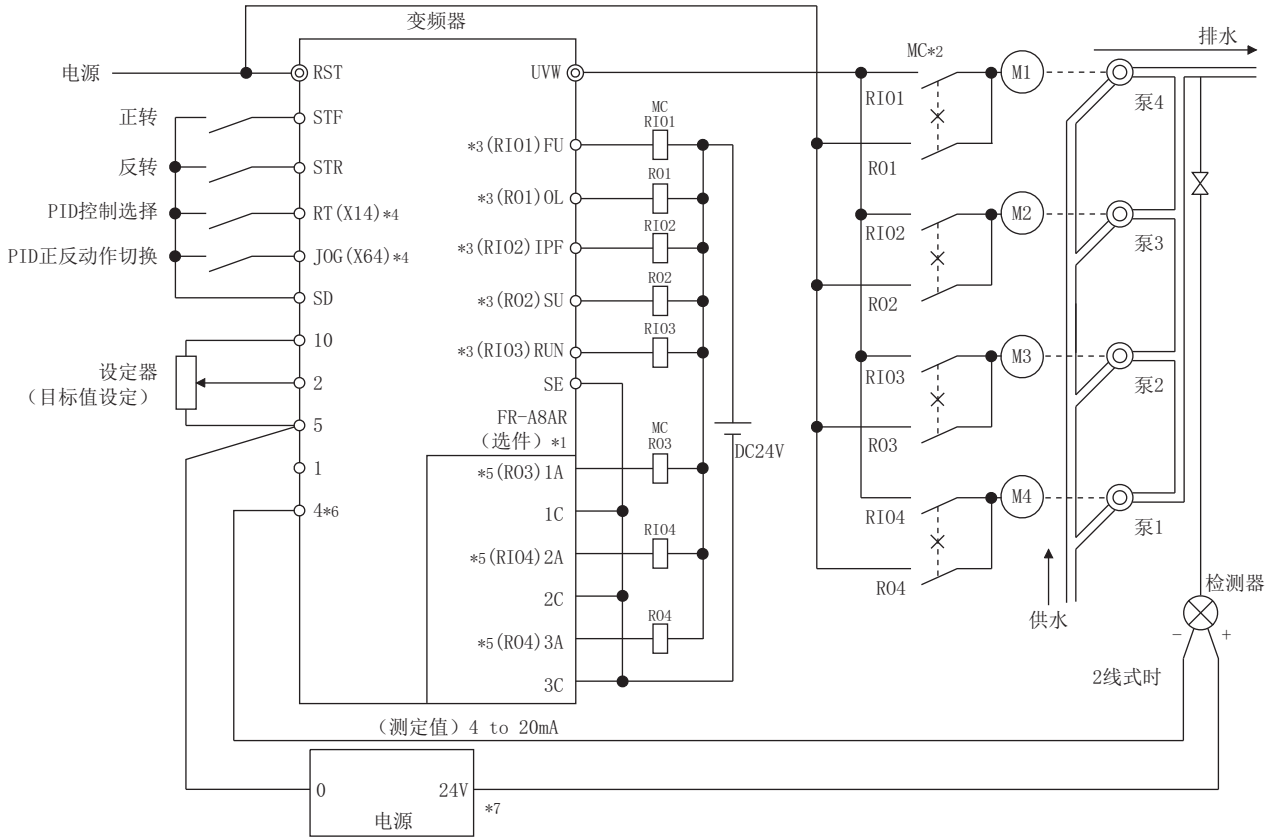 变频器
排水
电源
RST
UVW
MC*2
M1
RIO1
泵4
正转
STF
MC
RIO1
*3(RIO1)FU
RO1
反转
STR
RO1
*3(RO1)OL
PID控制选择
RT(X14)*4
RIO2
M2
RIO2
泵3
PID正反动作切换
JOG(X64)*4
*3(RIO2)IPF
RO2
SD
*3(RO2)SU
RO2
10
RIO3
*3(RIO3)RUN
M3
RIO3
泵2
设定器
(目标值设定)
2
SE
5
FR-A8AR
(选件)*1
MC
RO3
DC24V
RO3
1
*5(RO3)1A
4*6
1C
M4
RIO4
泵1
RIO4
*5(RIO4)2A
RO4
2C
检测器
供水
RO4
*5(RO4)3A
-
+
3C
2线式时
(测定值)4 to 20mA
0
24V
*7
电源